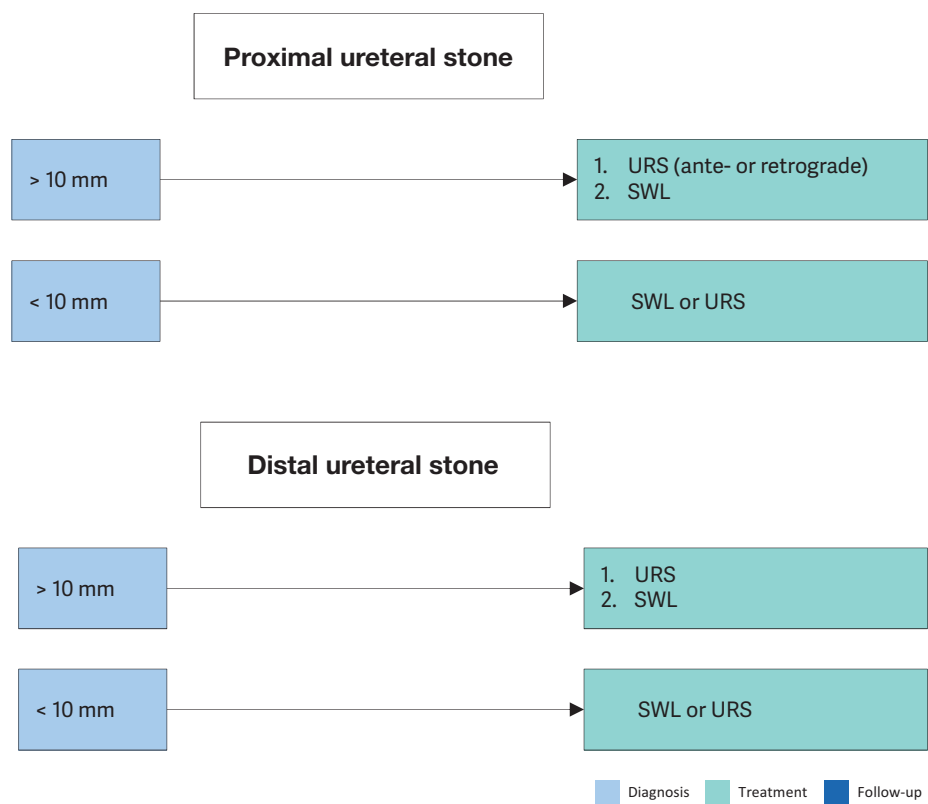 Proximal ureteral stone
> 10 mm
1. URS (ante- or retrograde)
2. SWL
< 10 mm
SWL or URS
Distal ureteral stone
> 10 mm
1. URS
2. SWL
< 10 mm
SWL or URS
Diagnosis
Treatment
Follow-up